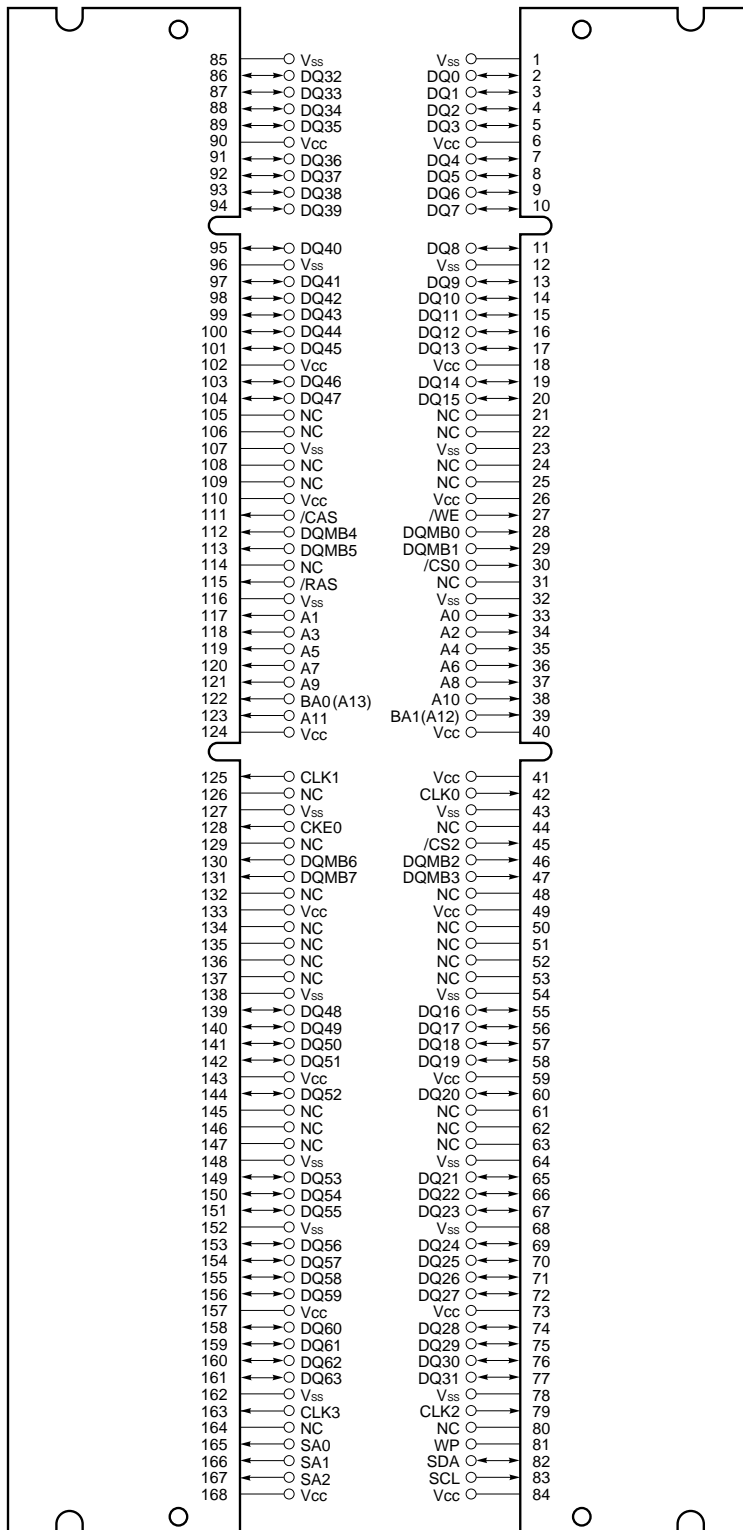 85 Vss Vss 1
86 DQ32 DQ0 2
87 DQ33 DQ1 3
88 DQ34 DQ2 4
89 DQ35 DQ3 5
90 Vcc Vcc 6
91 DQ36 DQ4 7
92 DQ37 DQ5 8
93 DQ38 DQ6 9
94 DQ39 DQ7 10
95 DQ40 DQ8 11
96 Vss Vss 12
97 DQ41 DQ9 13
98 DQ42 DQ10 14
99 DQ43 DQ11 15
100 DQ44 DQ12 16
101 DQ45 DQ13 17
102 Vcc Vcc 18
103 DQ46 DQ14 19
104 DQ47 DQ15 20
105 NC NC 21
106 NC NC 22
107 Vss Vss 23
108 NC NC 24
109 NC NC 25
110 Vcc Vcc 26
111 /CAS /WE 27
112 DQMB4 DQMB0 28
113 DQMB5 DQMB1 29
114 NC /CS0 30
115 /RAS NC 31
116 Vss Vss 32
117 A1 A0 33
118 A3 A2 34
119 A5 A4 35
120 A7 A6 36
121 A9 A8 37
122 BA0(A13) A10 38
123 A11 BA1(A12) 39
124 Vcc Vcc 40
125 CLK1 Vcc 41
126 NC CLK0 42
127 Vss Vss 43
128 CKE0 NC 44
129 NC /CS2 45
130 DQMB6 DQMB2 46
131 DQMB7 DQMB3 47
132 NC NC 48
133 Vcc Vcc 49
134 NC NC 50
135 NC NC 51
136 NC NC 52
137 NC NC 53
138 Vss Vss 54
139 DQ48 DQ16 55
140 DQ49 DQ17 56
141 DQ50 DQ18 57
142 DQ51 DQ19 58
143 Vcc Vcc 59
144 DQ52 DQ20 60
145 NC NC 61
146 NC NC 62
147 NC NC 63
148 Vss Vss 64
149 DQ53 DQ21 65
150 DQ54 DQ22 66
151 DQ55 DQ23 67
152 Vss Vss 68
153 DQ56 DQ24 69
154 DQ57 DQ25 70
155 DQ58 DQ26 71
156 DQ59 DQ27 72
157 Vcc Vcc 73
158 DQ60 DQ28 74
159 DQ61 DQ29 75
160 DQ62 DQ30 76
161 DQ63 DQ31 77
162 Vss Vss 78
163 CLK3 CLK2 79
164 NC NC 80
165 SA0 WP 81
166 SA1 SDA 82
167 SA2 SCL 83
168 Vcc Vcc 84